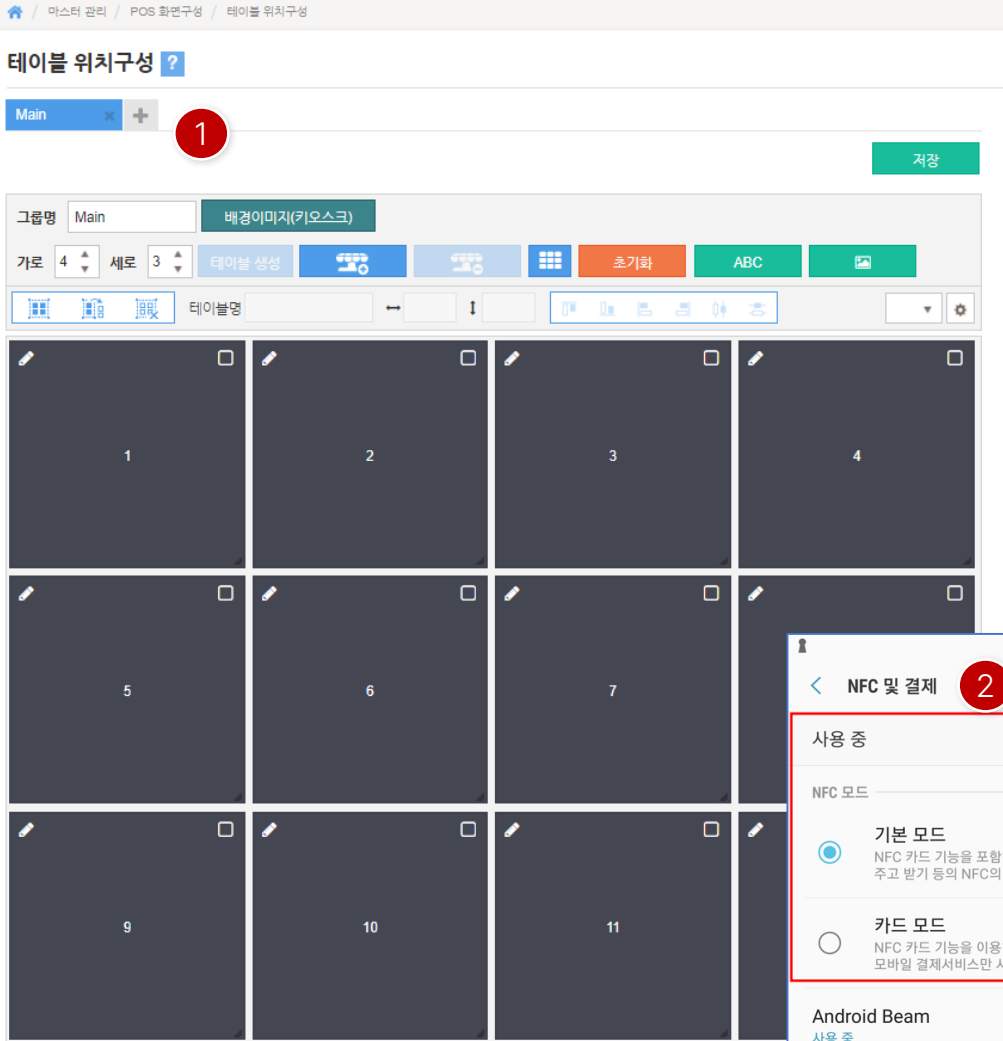 마스터 관리 / POS 화면구성 / 테이블 위치구성
테이블 위치구성 ?
Main
1
저장
그룹명 Main 배경이미지(키오스크)
가로 4 세로 3 테이블 생성 초기화 ABC
테이블명
1 2 3 4
5 6 7
NFC 및 결제 2
사용 중
NFC 모드
기본 모드
NFC 카드 기능을 포함
주고 받기 등의 NFC의
9 10 11
카드 모드
NFC 카드 기능을 이용
모바일 결제서비스만
Android Beam
사용 중